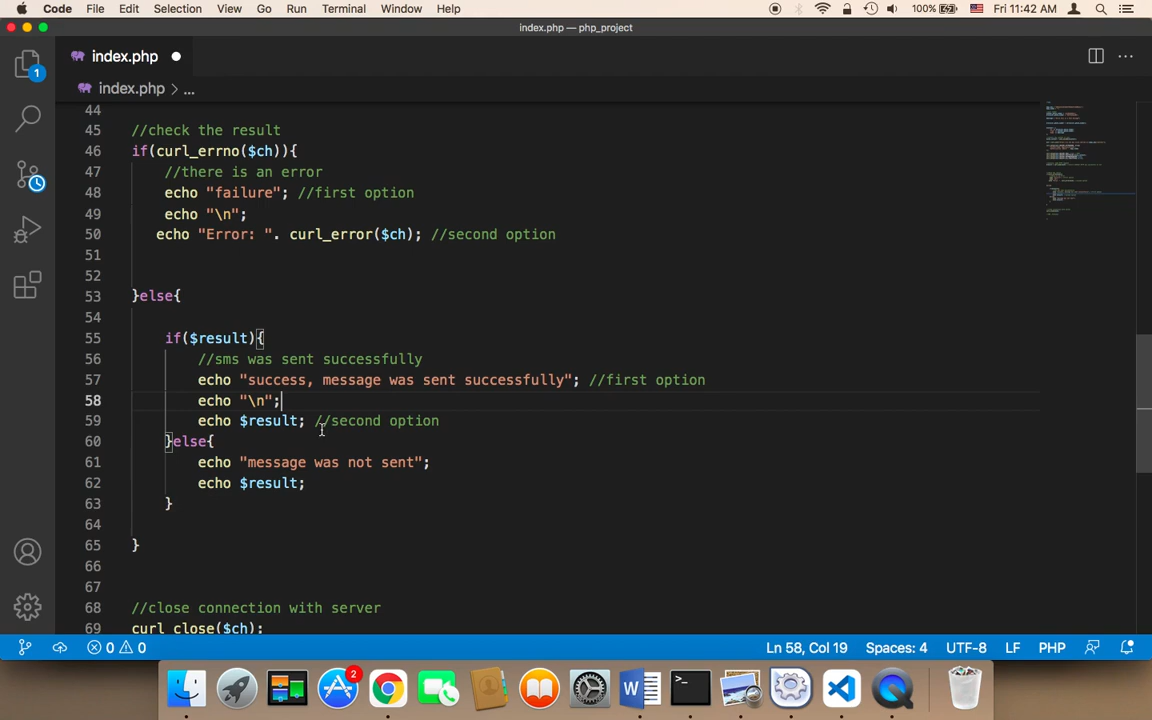 Code File Edit Selection View Go Run Terminal Window Help 100% Fri 11:42 AM
index.php — php_project
index.php
1
index.php > ...
44
45 //check the result
46 if(curl_errno($ch)){
47 //there is an error
48 echo "failure"; //first option
49 echo "\n";
50 echo "Error: ". curl_error($ch); //second option
51
52
53 }else{
54
55 if($result){
56 //sms was sent successfully
57 echo "success, message was sent successfully"; //first option
58 echo "\n";
59 echo $result; //second option
60 }else{
61 echo "message was not sent";
62 echo $result;
63 }
64
65 }
66
67
68 //close connection with server
69 curl_close($ch);
0 0 Ln 58, Col 19 Spaces: 4 UTF-8 LF PHP
2